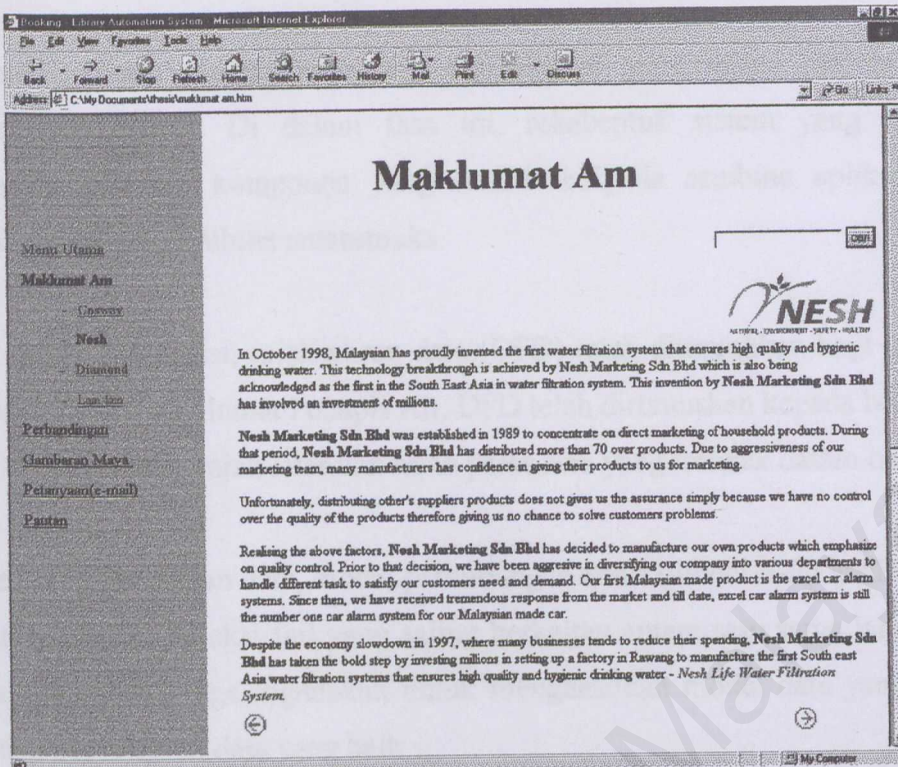 Booking - Library Automation System - Microsoft Internet Explorer
File Edit View Favorites Tools Help
Back Forward Stop Refresh Home Search Favorites History Mail Print Edit Discuss
Address C:\My Documents\thesis\maklumat am.htm Go Links
Maklumat Am
cari
Menu Utama
Maklumat Am
- Cosway
Nesh
- Diamond
- Lain-lain
Perbandingan
Gambaran Maya
Pertanyaan(e-mail)
Pautan
NESH
NATURAL - ENVIRONMENT - SAFETY - HEALTHY
In October 1998, Malaysian has proudly invented the first water filtration system that ensures high quality and hygienic
drinking water. This technology breakthrough is achieved by Nesh Marketing Sdn Bhd which is also being
acknowledged as the first in the South East Asia in water filtration system. This invention by Nesh Marketing Sdn Bhd
has involved an investment of millions.
Nesh Marketing Sdn Bhd was established in 1989 to concentrate on direct marketing of household products. During
that period, Nesh Marketing Sdn Bhd has distributed more than 70 over products. Due to aggressiveness of our
marketing team, many manufacturers has confidence in giving their products to us for marketing.
Unfortunately, distributing other's suppliers products does not gives us the assurance simply because we have no control
over the quality of the products therefore giving us no chance to solve customers problems.
Realising the above factors, Nesh Marketing Sdn Bhd has decided to manufacture our own products which emphasize
on quality control. Prior to that decision, we have been aggresive in diversifying our company into various departments to
handle different task to satisfy our customers need and demand. Our first Malaysian made product is the excel car alarm
systems. Since then, we have received tremendous response from the market and till date, excel car alarm system is still
the number one car alarm system for our Malaysian made car.
Despite the economy slowdown in 1997, where many businesses tends to reduce their spending, Nesh Marketing Sdn
Bhd has taken the bold step by investing millions in setting up a factory in Rawang to manufacture the first South east
Asia water filtration systems that ensures high quality and hygienic drinking water - Nesh Life Water Filtration
System.
My Computer